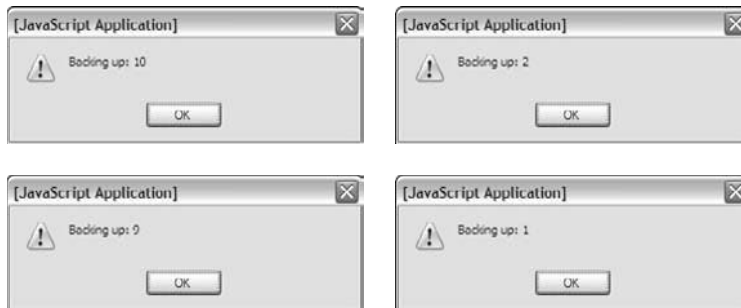 [JavaScript Application]
Backing up: 10
OK
[JavaScript Application]
Backing up: 2
OK
[JavaScript Application]
Backing up: 9
OK
[JavaScript Application]
Backing up: 1
OK